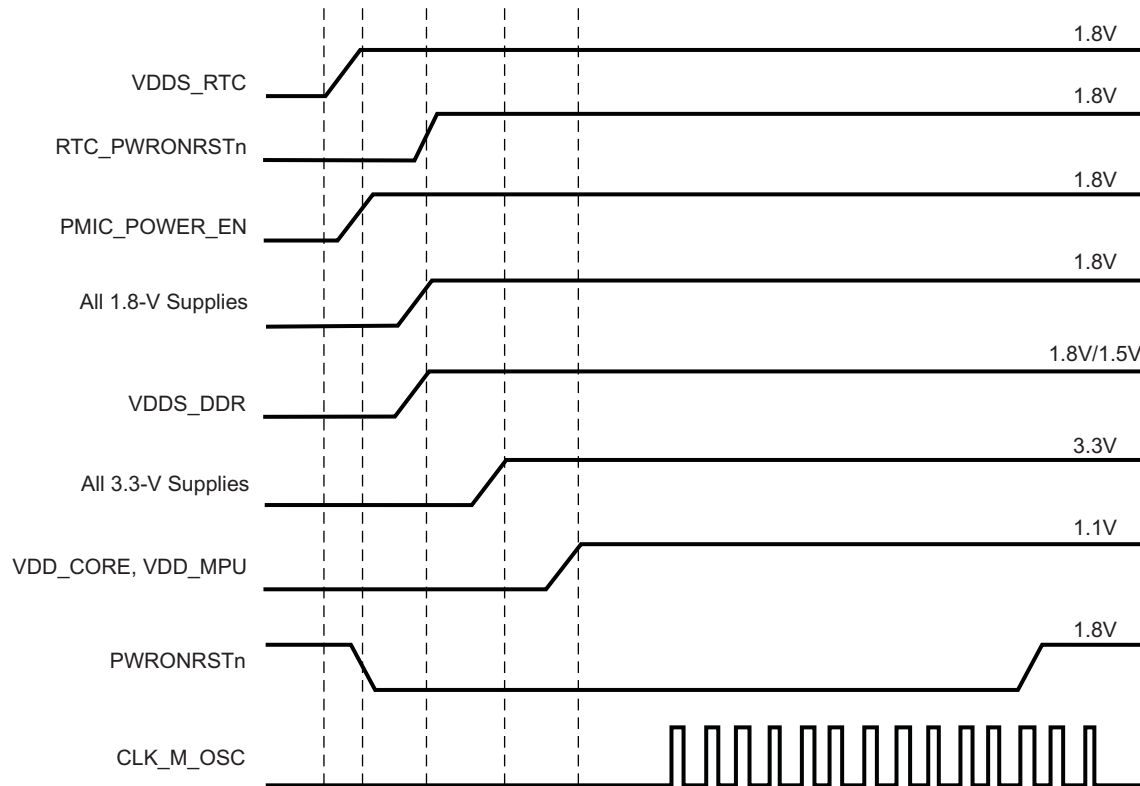 1.8V
VDDS_RTC
1.8V
RTC_PWRONRSTn
1.8V
PMIC_POWER_EN
1.8V
All 1.8-V Supplies
1.8V/1.5V
VDDS_DDR
3.3V
All 3.3-V Supplies
1.1V
VDD_CORE, VDD_MPU
1.8V
PWRONRSTn
CLK_M_OSC